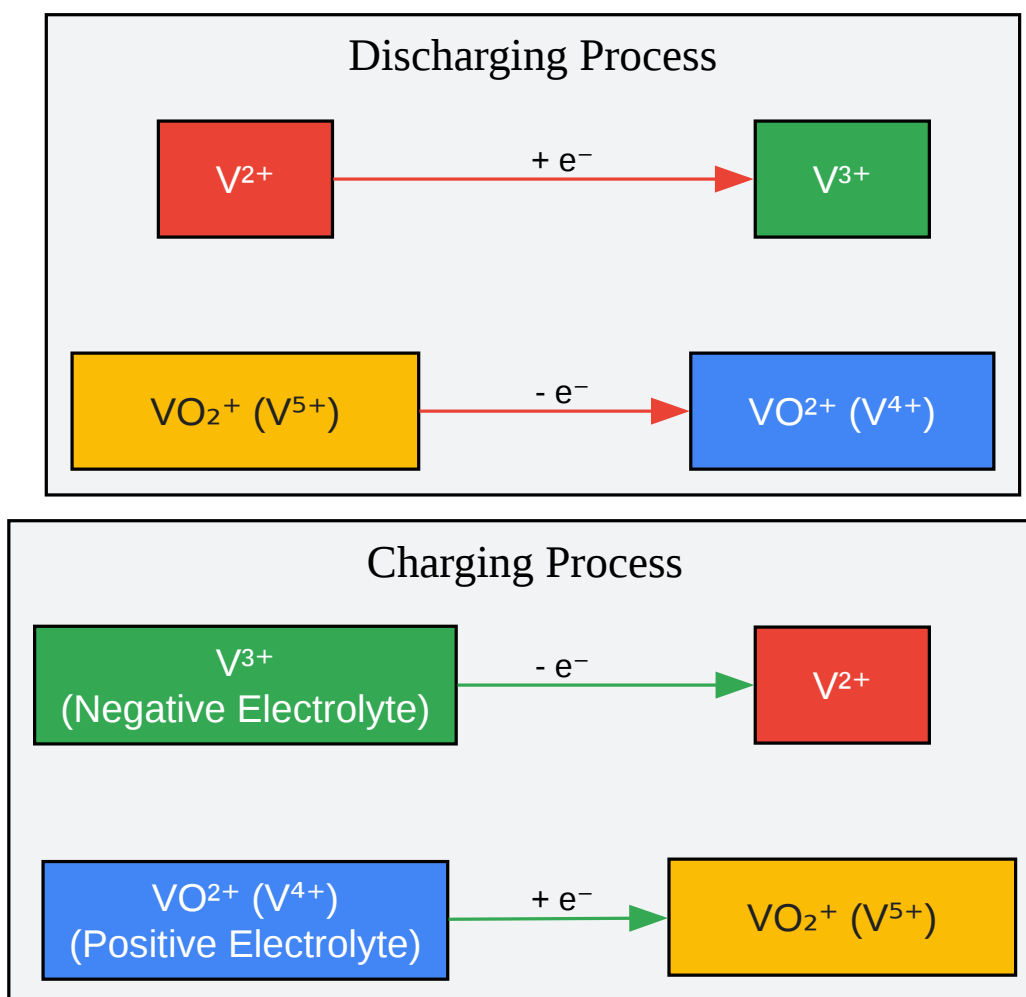 Discharging Process
V²⁺
+ e⁻
V³⁺
VO₂⁺ (V⁵⁺)
- e⁻
VO²⁺ (V⁴⁺)
Charging Process
V³⁺
(Negative Electrolyte)
- e⁻
V²⁺
VO²⁺ (V⁴⁺)
(Positive Electrolyte)
+ e⁻
VO₂⁺ (V⁵⁺)